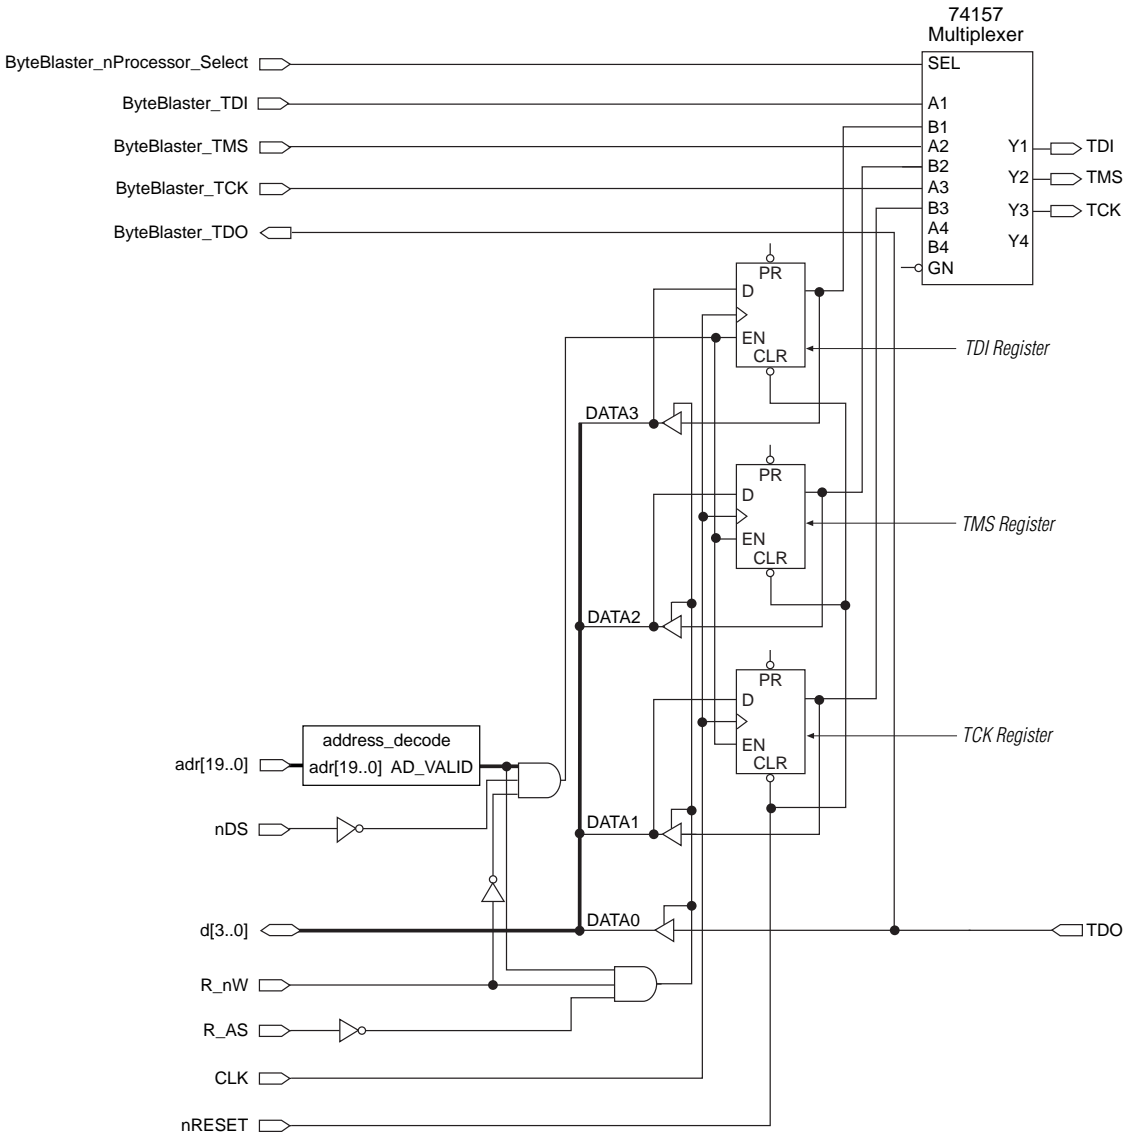 74157
Multiplexer
ByteBlaster_nProcessor_Select
SEL
ByteBlaster_TDI
A1
B1
ByteBlaster_TMS
A2
Y1
TDI
B2
Y2
TMS
ByteBlaster_TCK
A3
B3
Y3
TCK
ByteBlaster_TDO
A4
B4
Y4
GN
PR
D
EN
CLR
TDI Register
DATA3
PR
D
EN
CLR
TMS Register
DATA2
PR
D
EN
CLR
TCK Register
address_decode
adr[19..0]
adr[19..0] AD_VALID
nDS
DATA1
DATA0
d[3..0]
TDO
R_nW
R_AS
CLK
nRESET